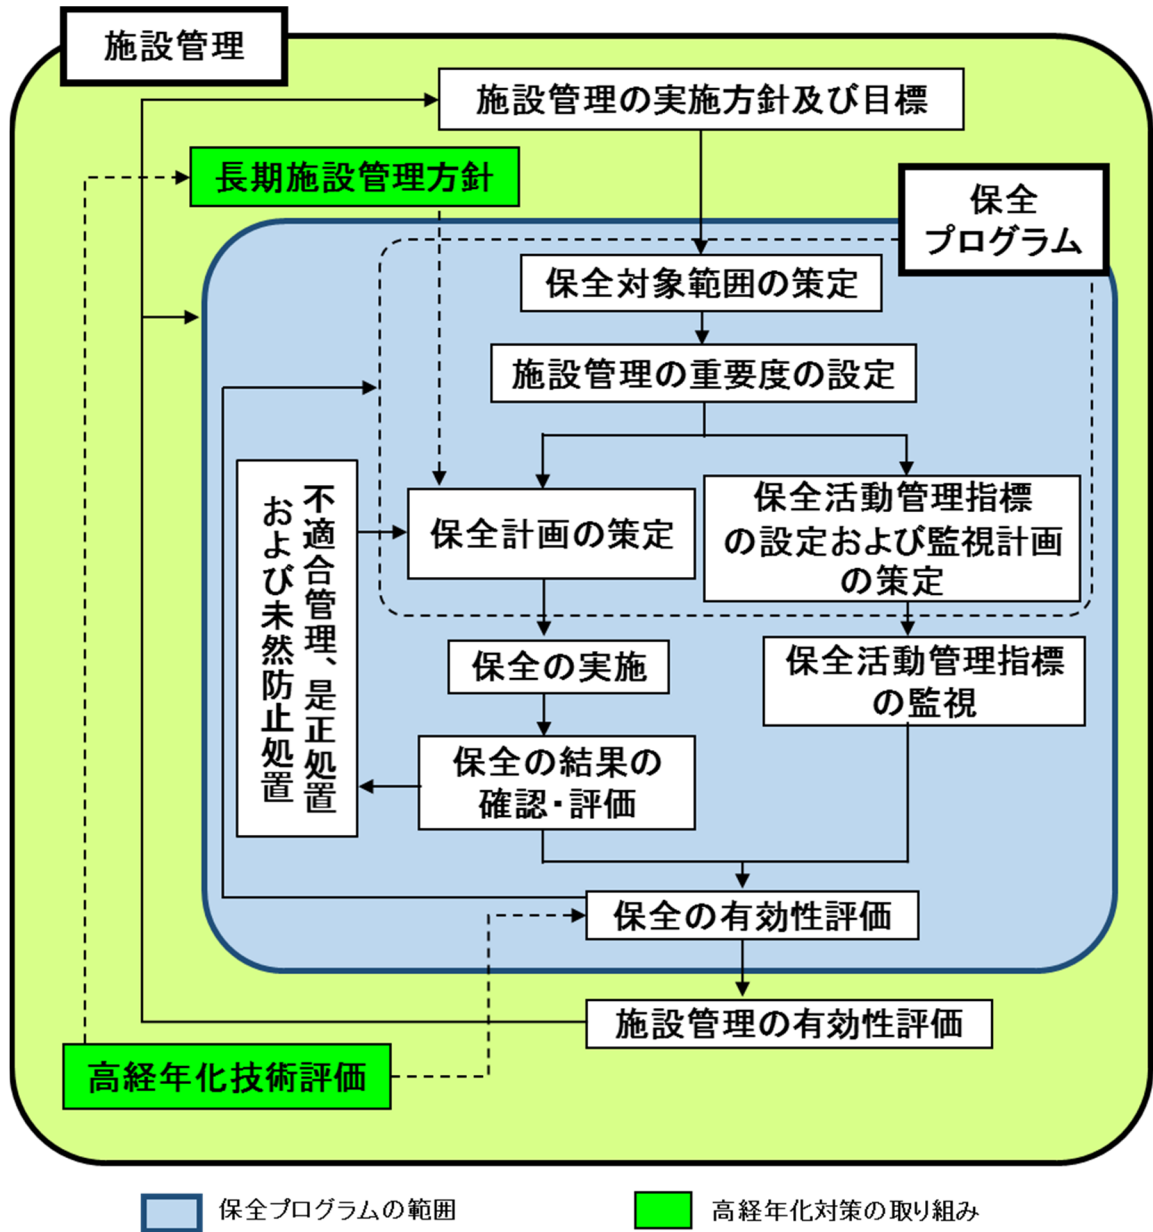 施設管理
施設管理の実施方針及び目標
長期施設管理方針
保全
プログラム
保全対象範囲の策定
施設管理の重要度の設定
不適合管理、是正処置
および未然防止処置
保全計画の策定
保全活動管理指標
の設定および監視計画
の策定
保全の実施
保全活動管理指標
の監視
保全の結果の
確認・評価
保全の有効性評価
施設管理の有効性評価
高経年化技術評価
保全プログラムの範囲
高経年化対策の取り組み